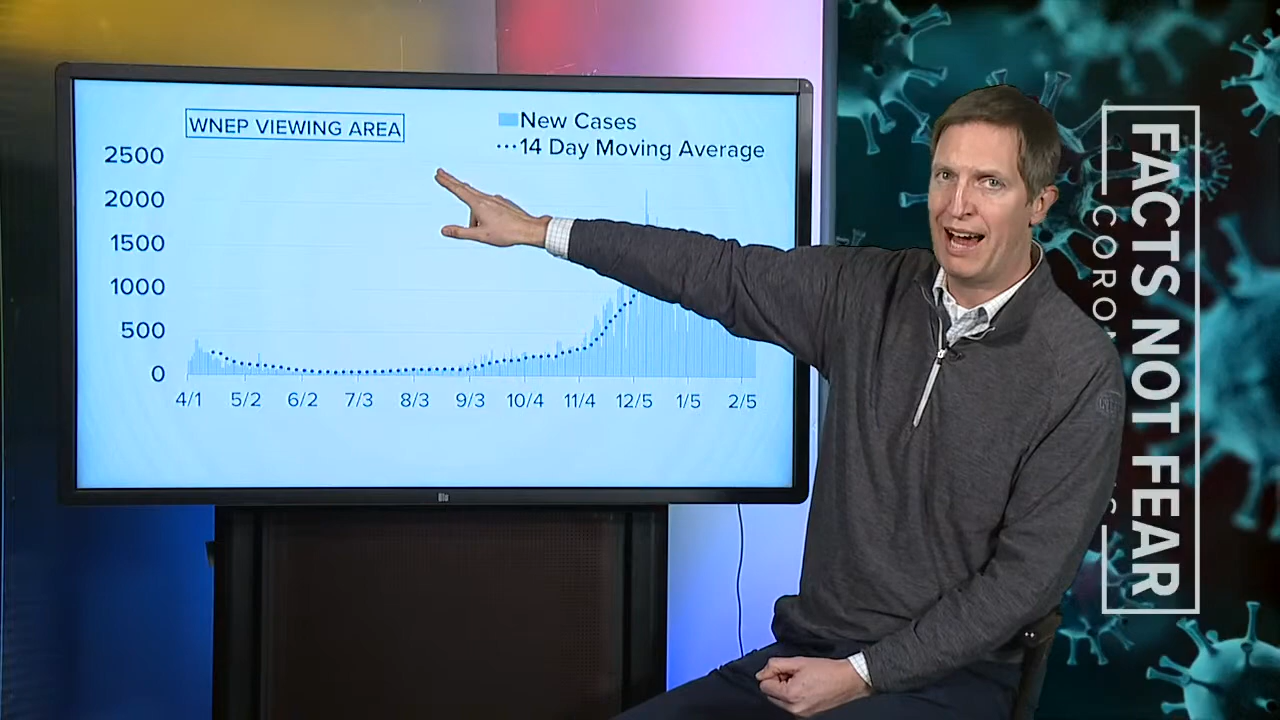 WNEP VIEWING AREA
New Cases
14 Day Moving Average
2500
2000
1500
1000
500
0
4/1 5/2 6/2 7/3 8/3 9/3 10/4 11/4 12/5 1/5 2/5
FACTS NOT FEAR